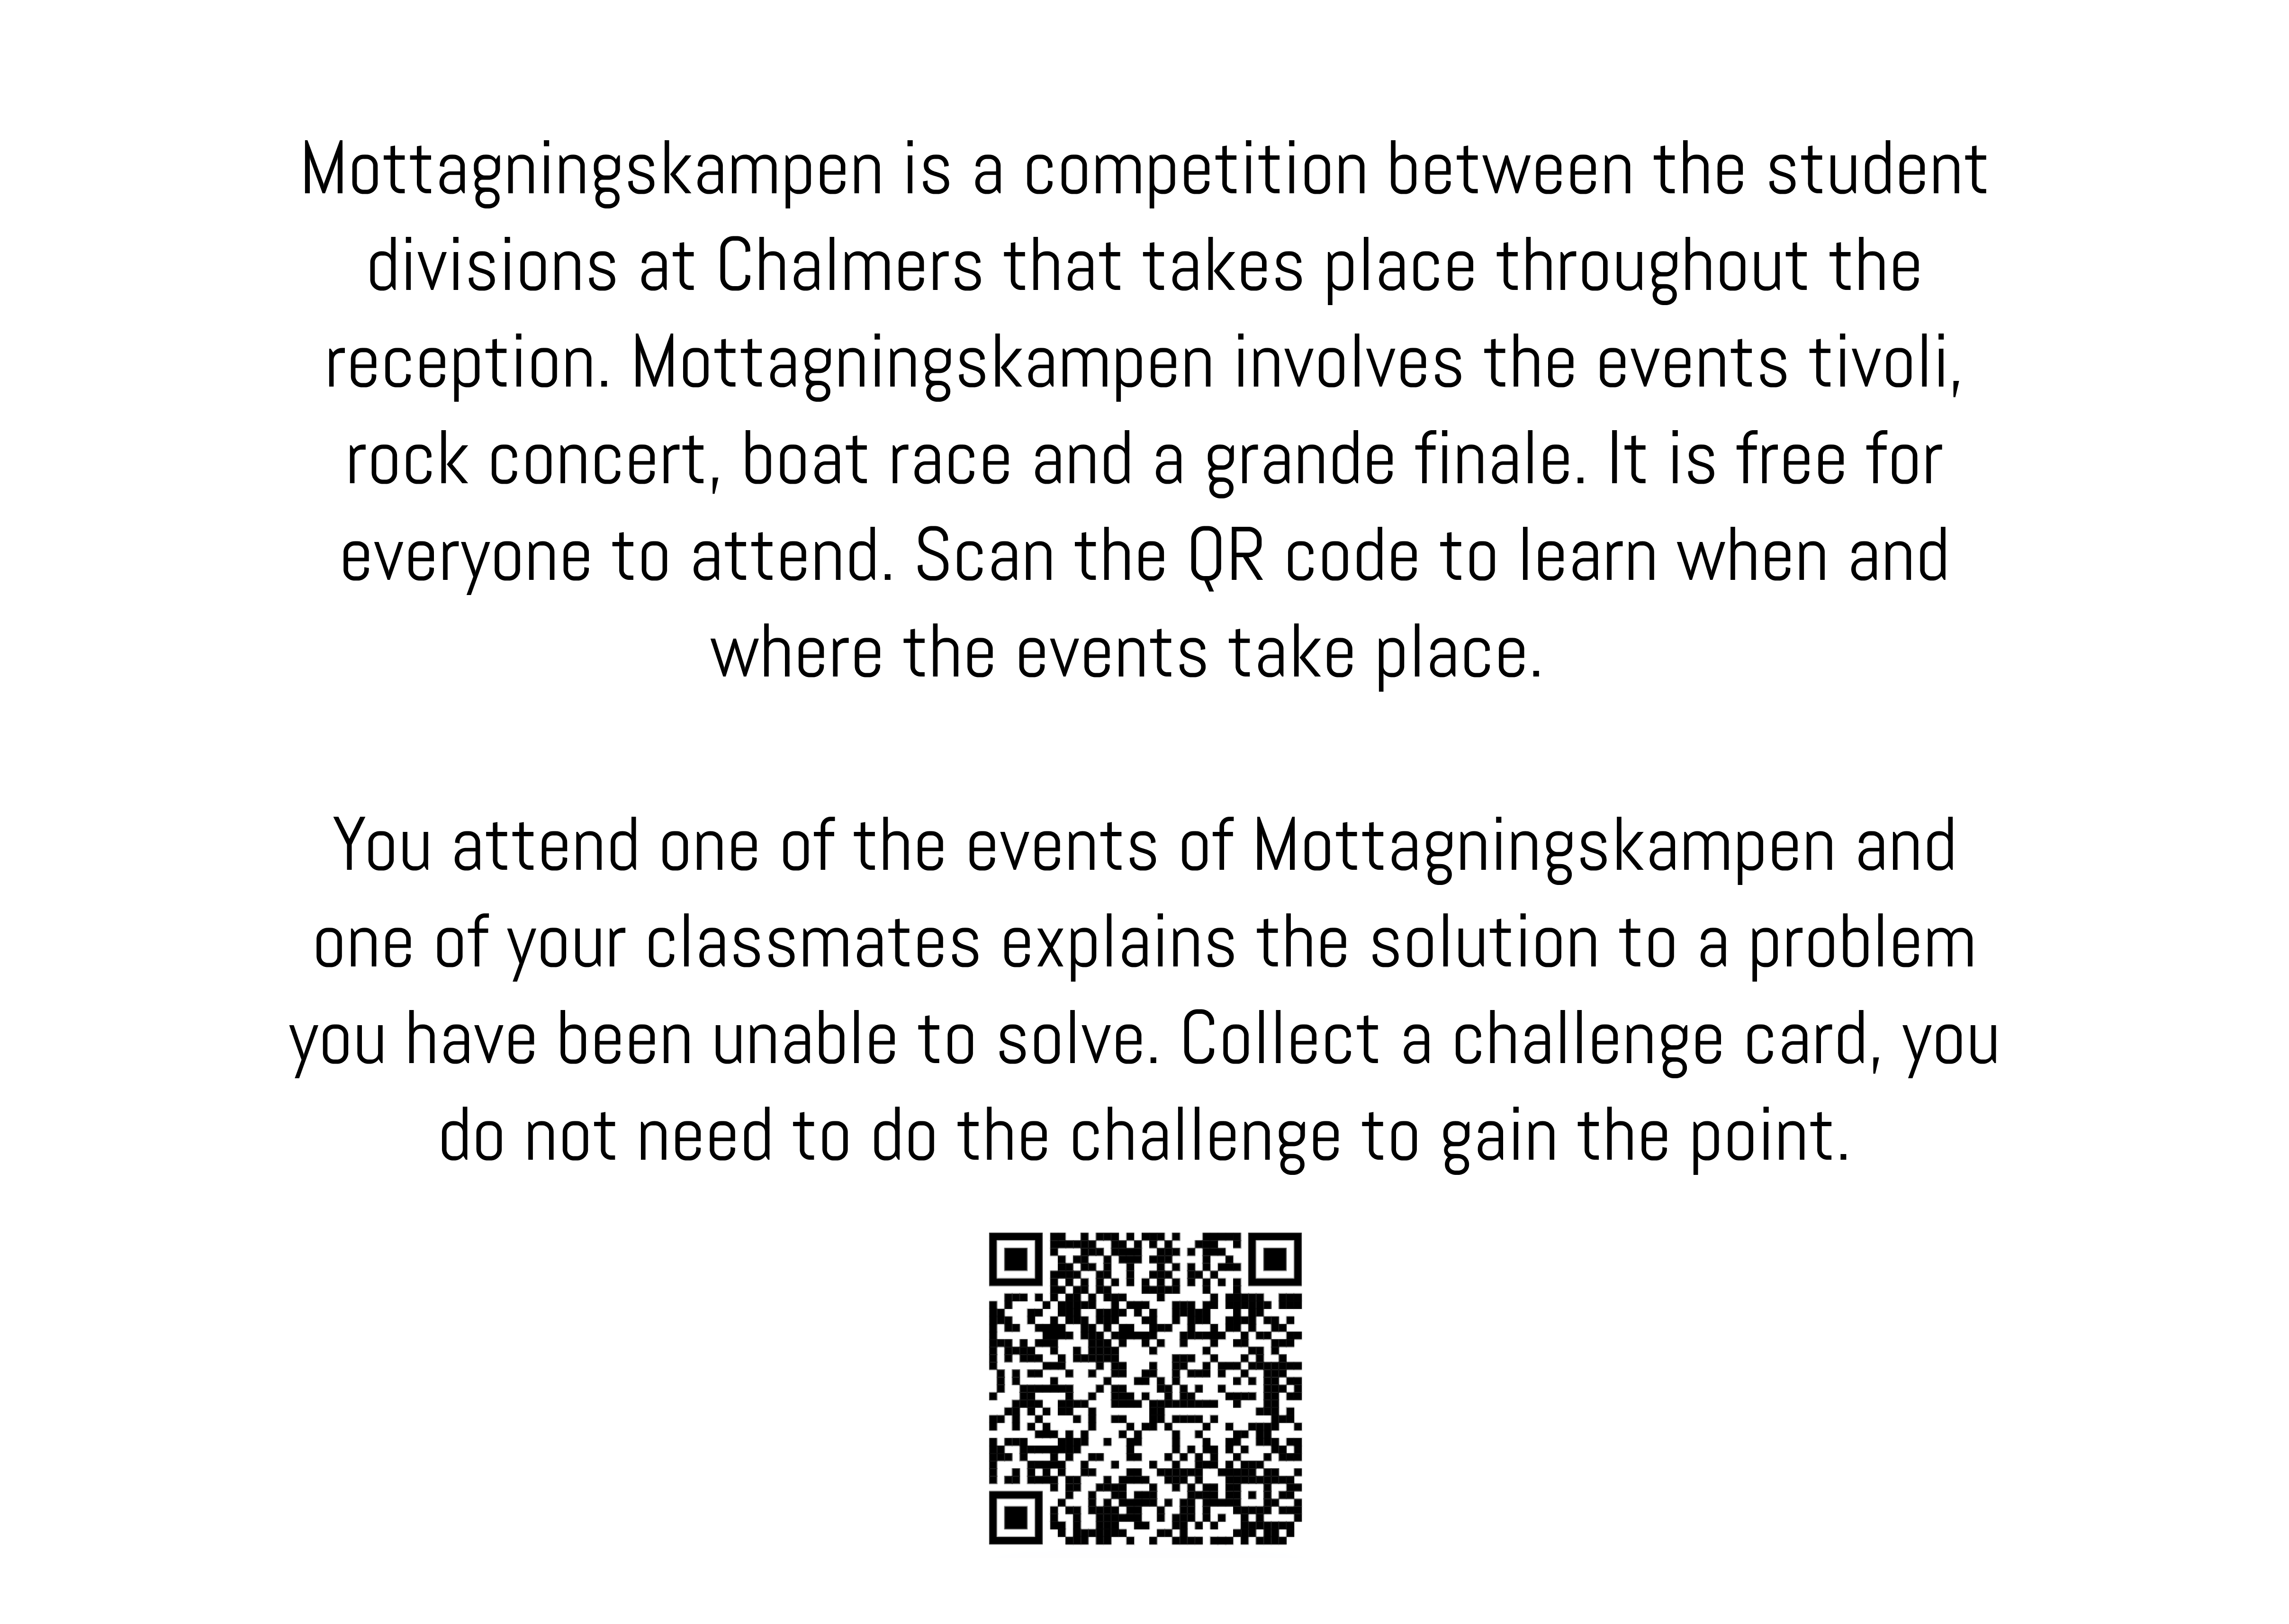 Mottagningskampen is a competition between the student
divisions at Chalmers that takes place throughout the
reception. Mottagningskampen involves the events tivoli,
rock concert, boat race and a grande finale. It is free for
everyone to attend. Scan the QR code to learn when and
where the events take place.
You attend one of the events of Mottagningskampen and
one of your classmates explains the solution to a problem
you have been unable to solve. Collect a challenge card, you
do not need to do the challenge to gain the point.